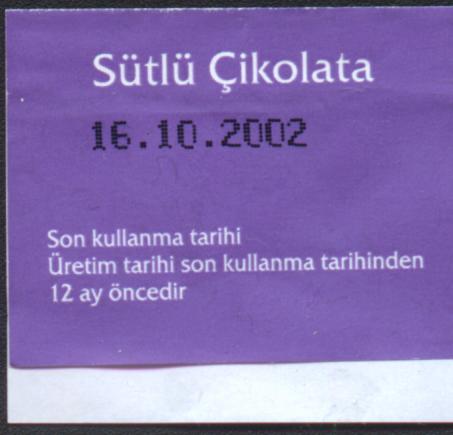 Sütlü Çikolata
16.10.2002
Son kullanma tarihi
Üretim tarihi son kullanma tarihinden
12 ay öncedir